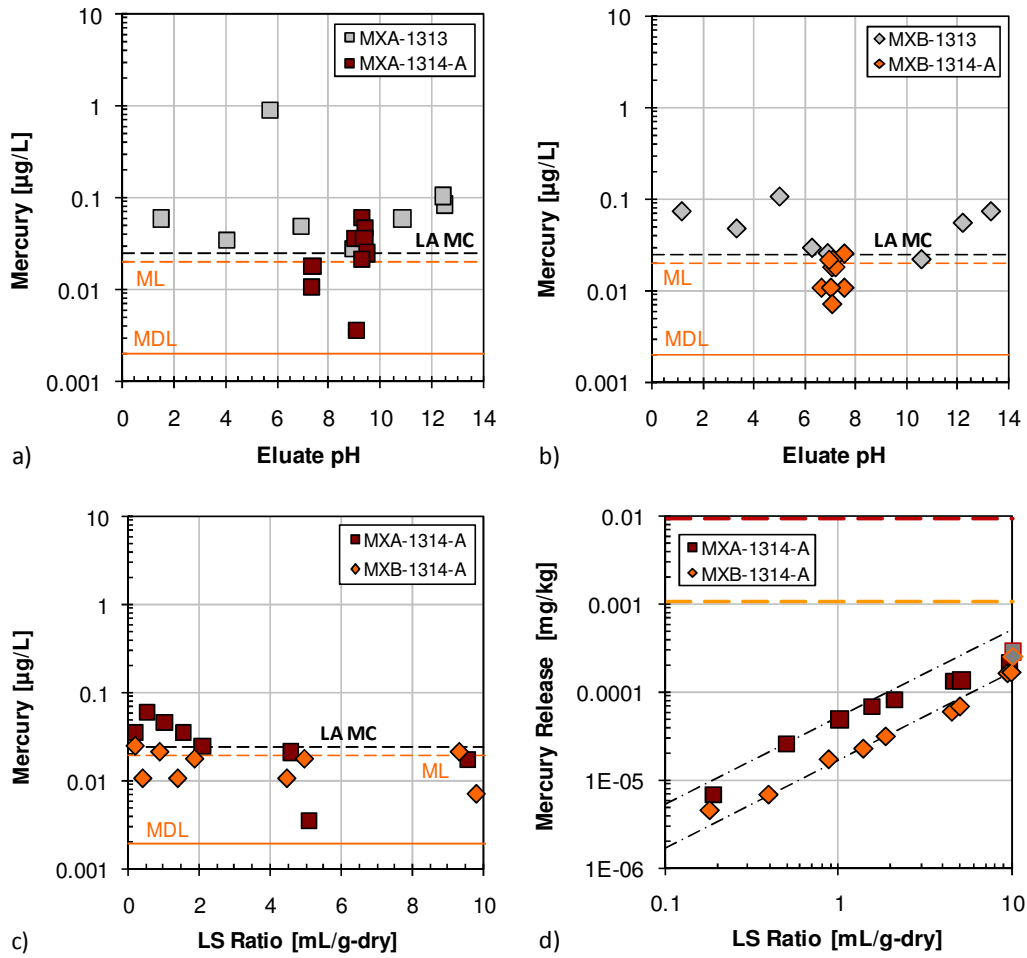 MXA-1313
MXA-1314-A
10
1
0.1
0.01
0.001
Mercury [µg/L]
LA MC
ML
MDL
0 2 4 6 8 10 12 14
a) Eluate pH
MXB-1313
MXB-1314-A
10
1
0.1
0.01
0.001
Mercury [µg/L]
LA MC
ML
MDL
0 2 4 6 8 10 12 14
b) Eluate pH
MXA-1314-A
MXB-1314-A
10
1
0.1
0.01
0.001
Mercury [µg/L]
LA MC
ML
MDL
0 2 4 6 8 10
c) LS Ratio [mL/g-dry]
MXA-1314-A
MXB-1314-A
0.01
0.001
0.0001
1E-05
1E-06
Mercury Release [mg/kg]
0.1 1 10
d) LS Ratio [mL/g-dry]